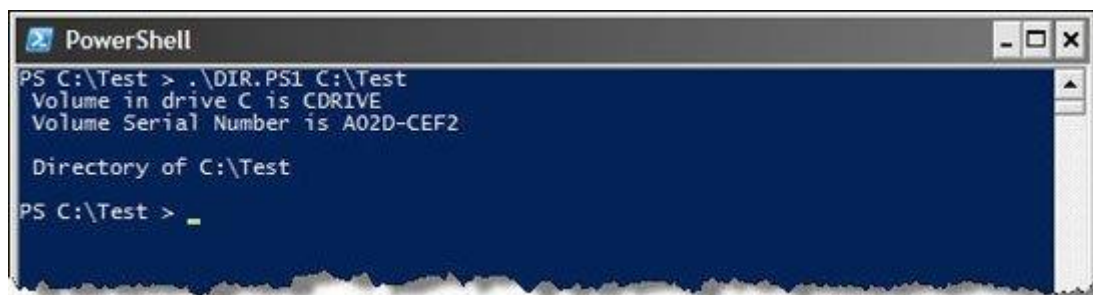 PowerShell
PS C:\Test > .\DIR.PS1 C:\Test
Volume in drive C is CDRIVE
Volume Serial Number is A02D-CEF2
Directory of C:\Test
PS C:\Test >